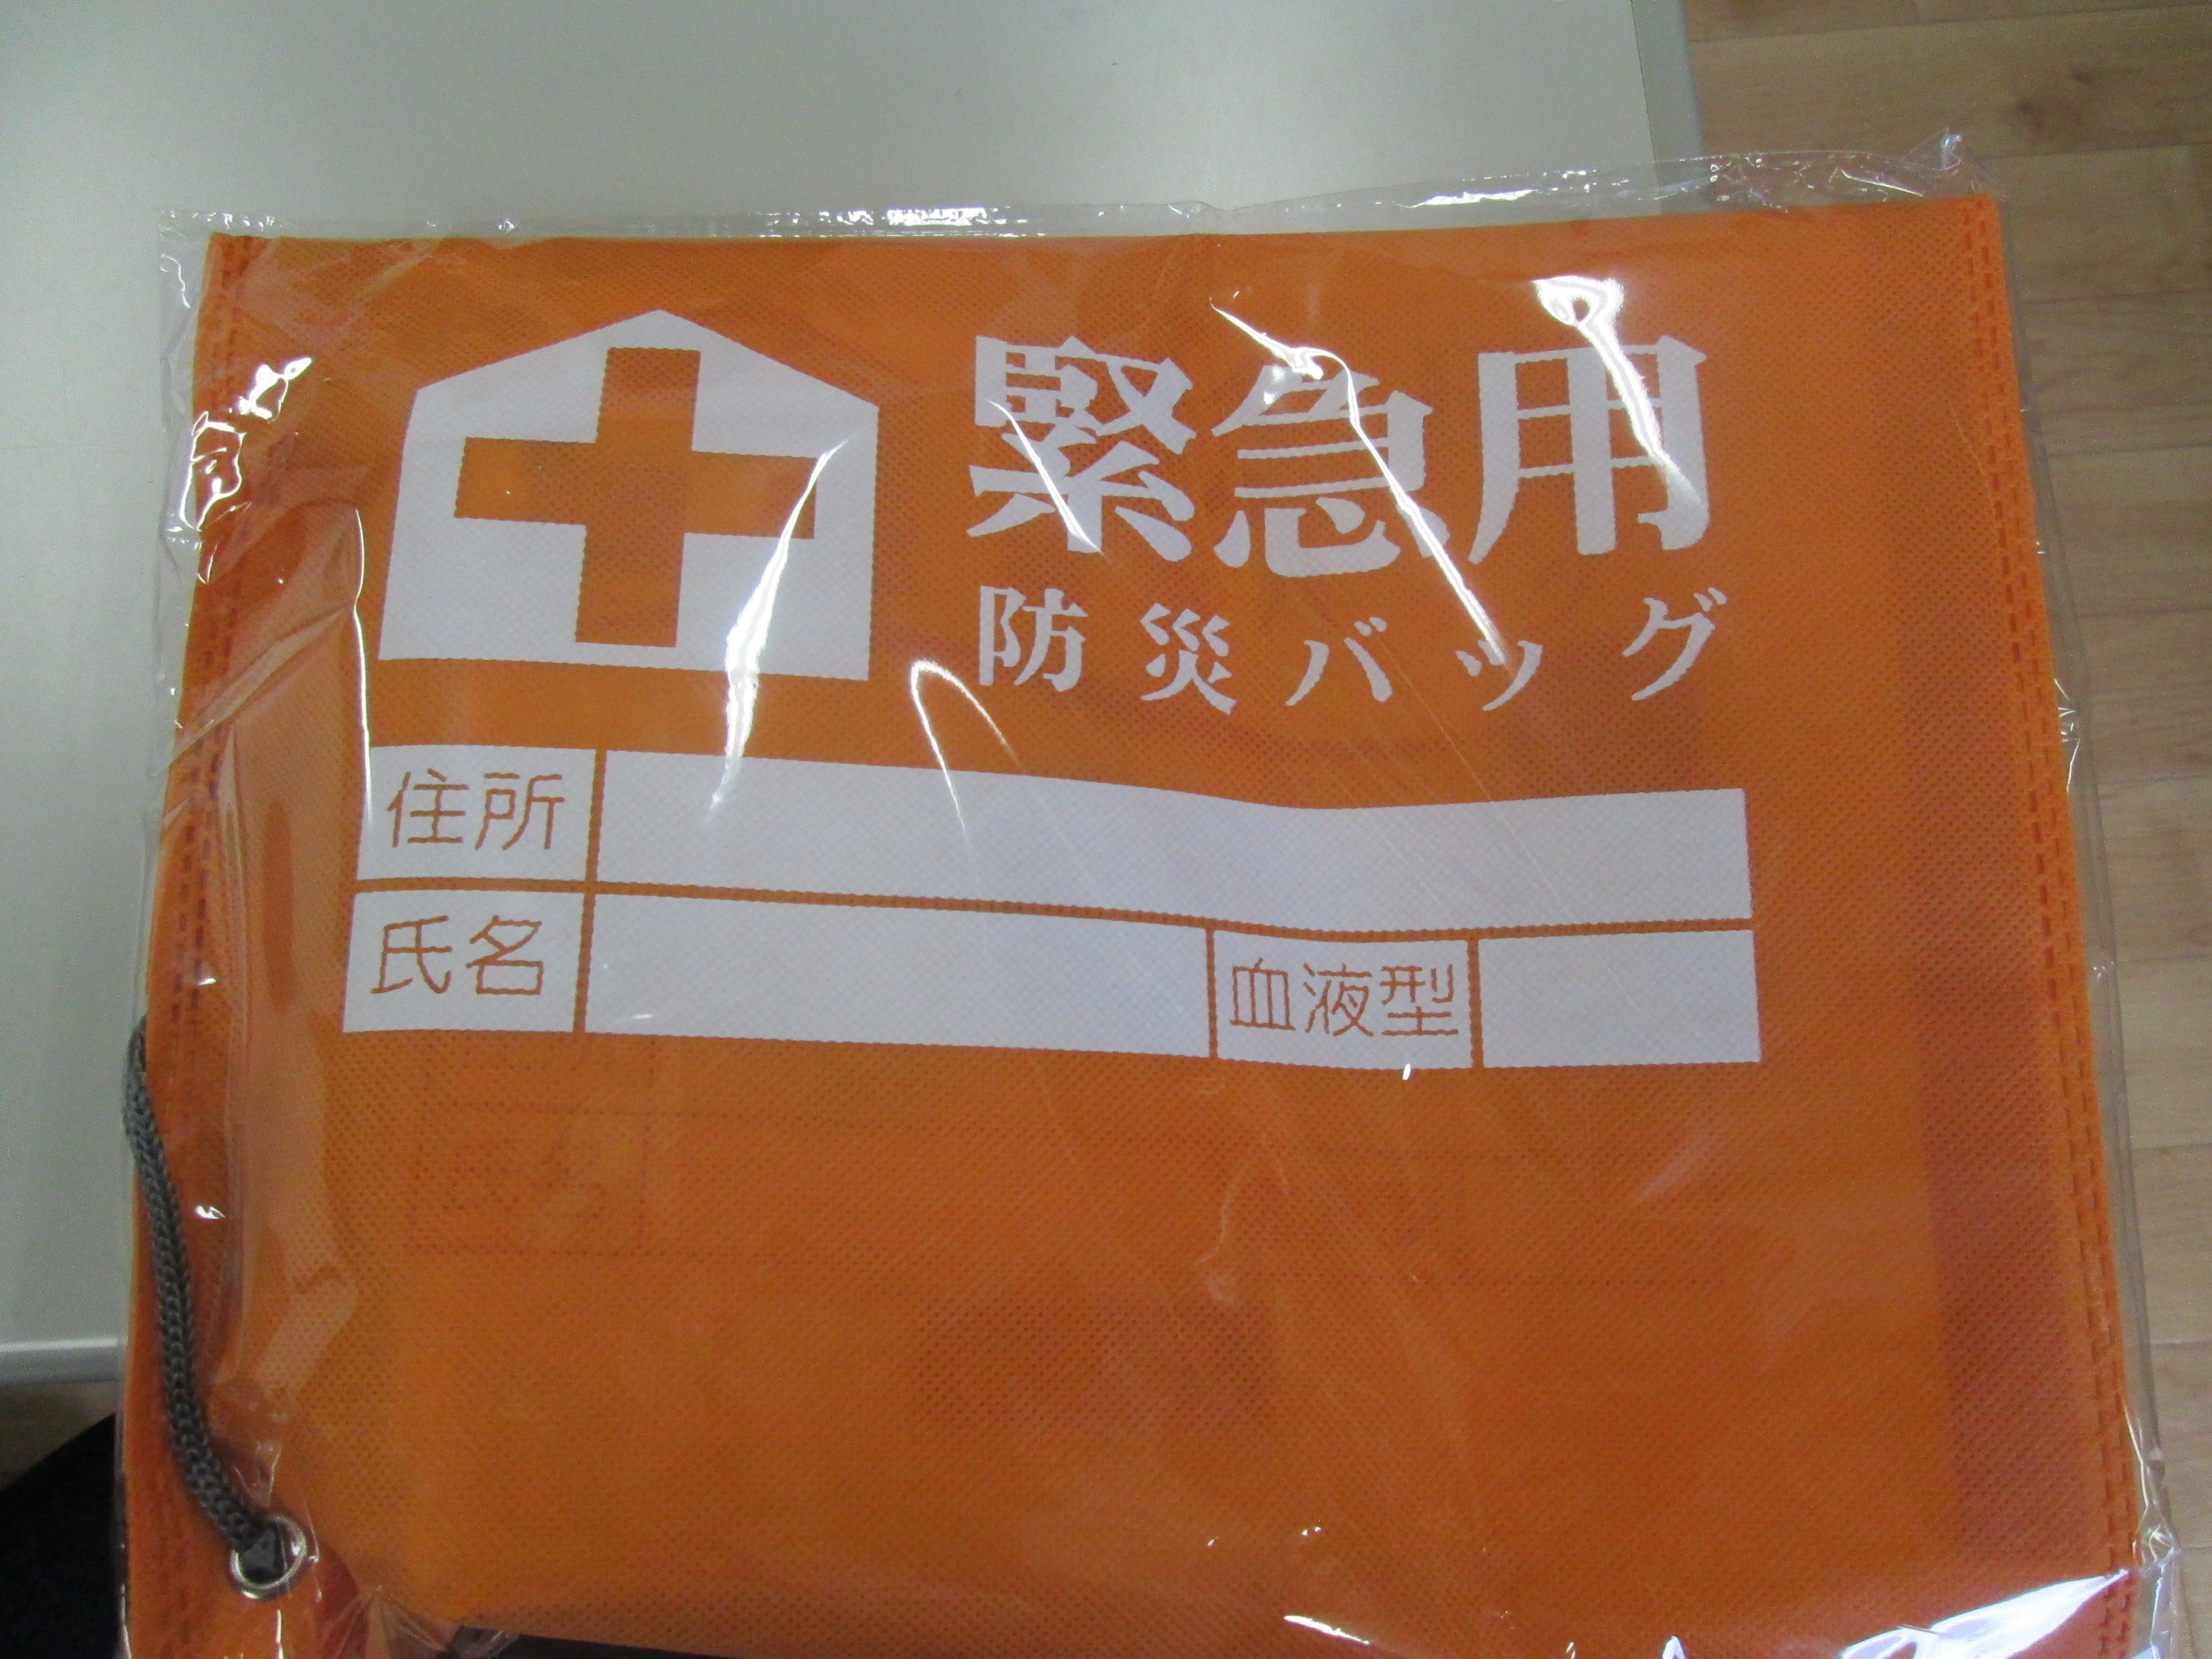 緊急用
防災バッグ
住所
氏名
血液型